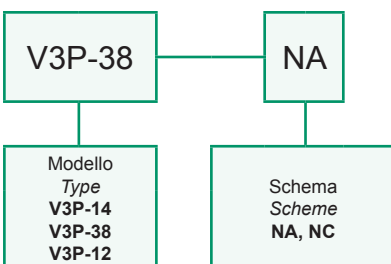 V3P-38
NA
Modello
Type
V3P-14
V3P-38
V3P-12
Schema
Scheme
NA, NC